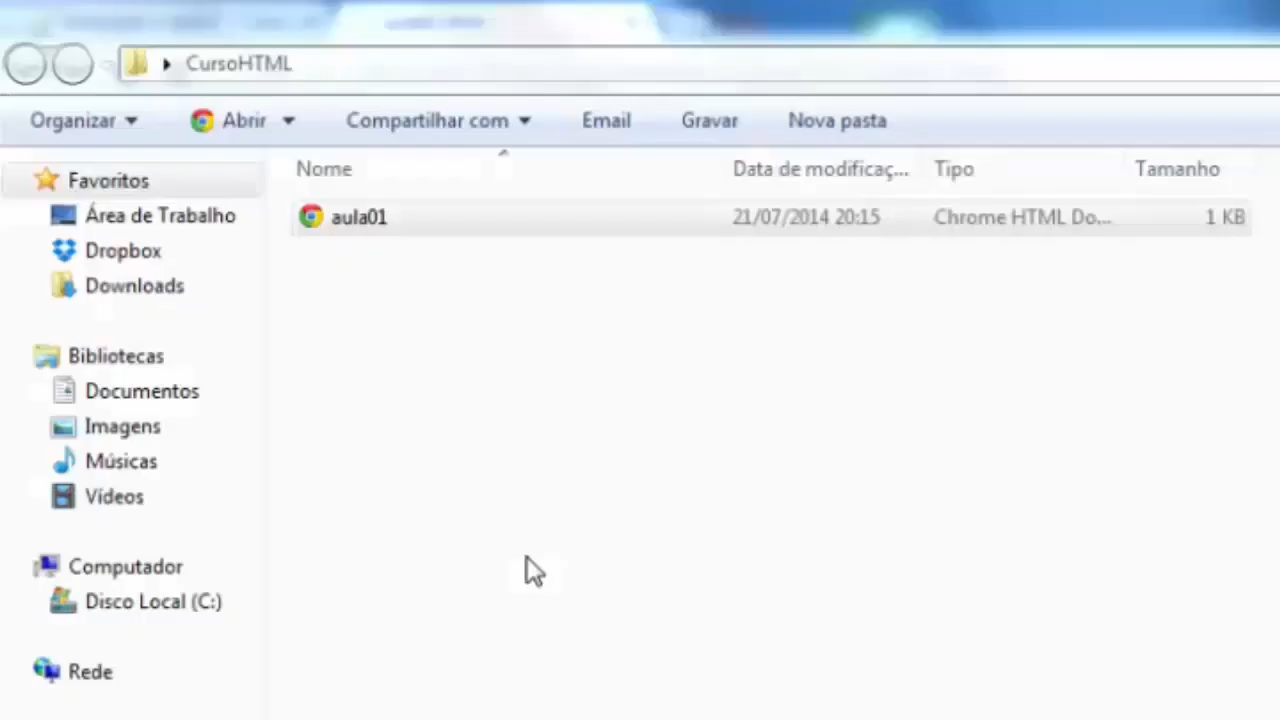 CursoHTML
Organizar Abrir Compartilhar com Email Gravar Nova pasta
Nome Data de modificaç... Tipo Tamanho
Favoritos
aula01 21/07/2014 20:15 Chrome HTML Do... 1 KB
Área de Trabalho
Dropbox
Downloads
Bibliotecas
Documentos
Imagens
Músicas
Vídeos
Computador
Disco Local (C:)
Rede